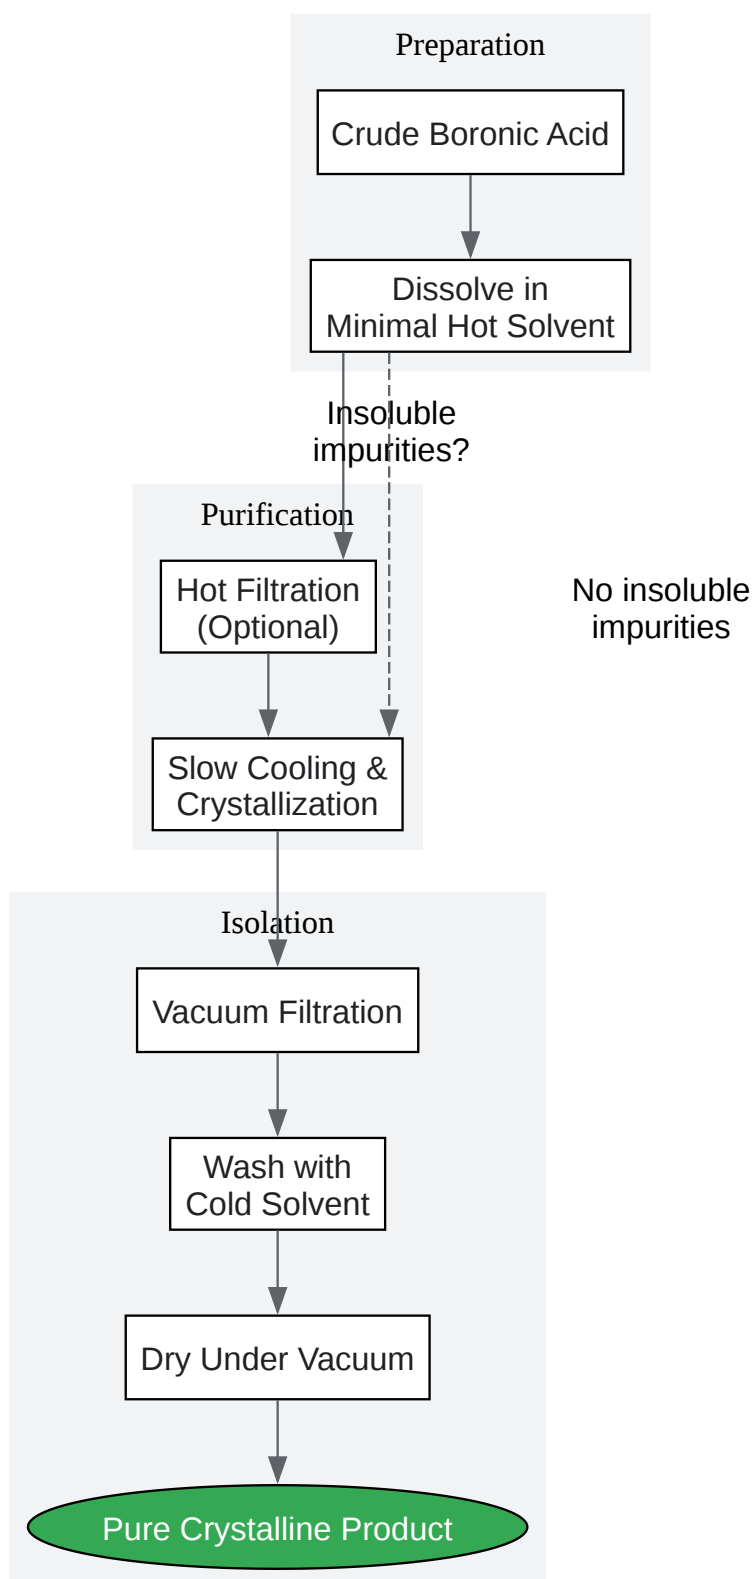 Preparation
Crude Boronic Acid
Dissolve in
Minimal Hot Solvent
Insoluble
impurities?
Purification
Hot Filtration
(Optional)
No insoluble
impurities
Slow Cooling &
Crystallization
Isolation
Vacuum Filtration
Wash with
Cold Solvent
Dry Under Vacuum
Pure Crystalline Product